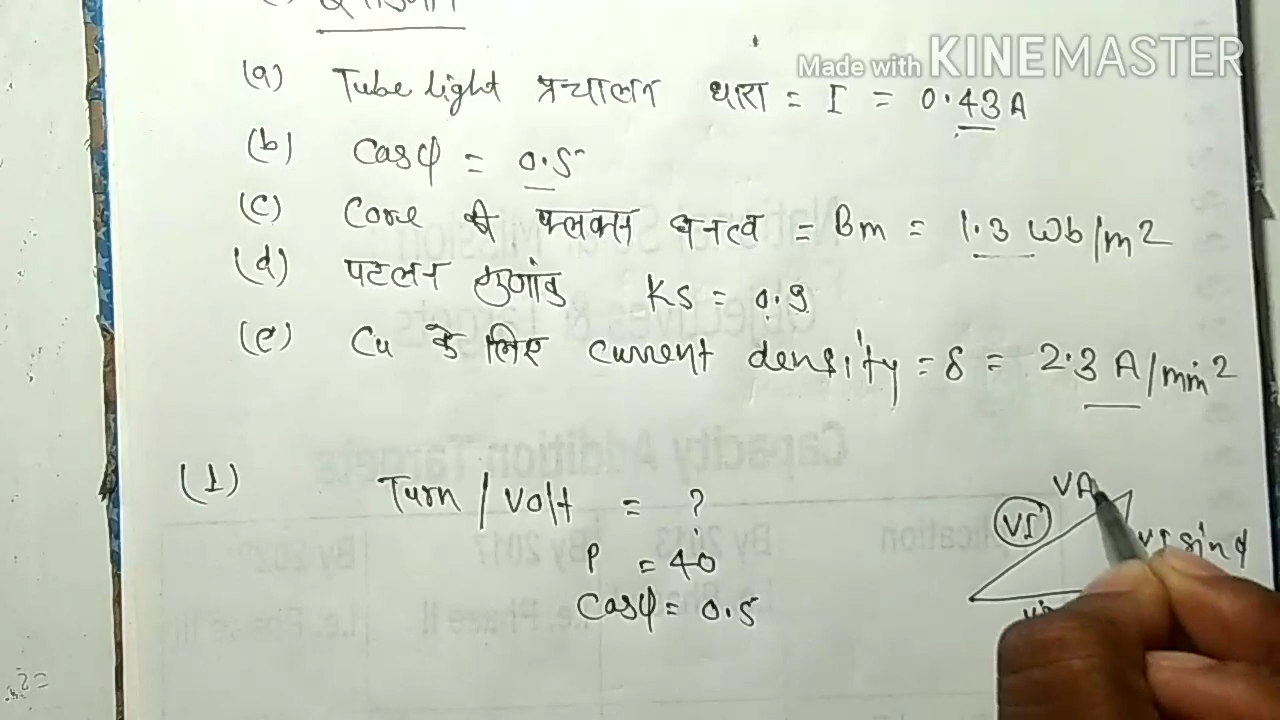 Made with KINEMASTER
(a) Tube light प्रचालन धारा = I = 0.43 A
(b) Cosφ = 0.5
(c) Core की फ्लक्स घनत्व = Bm = 1.3 Wb/m2
(d) पटलन गुणांक Ks = 0.9
(e) Cu के लिए current density = δ = 2.3 A/mm2
(1) Turn / Volt = ?
VA
VI
VI sinφ
P = 40
Cosφ = 0.5